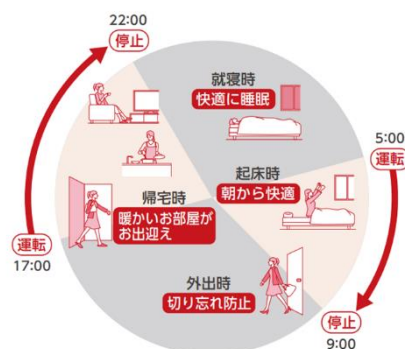 22:00
停止
就寝時
快適に睡眠
5:00
運転
起床時
朝から快適
帰宅時
暖かいお部屋が
お出迎え
運転
17:00
外出時
切り忘れ防止
停止
9:00